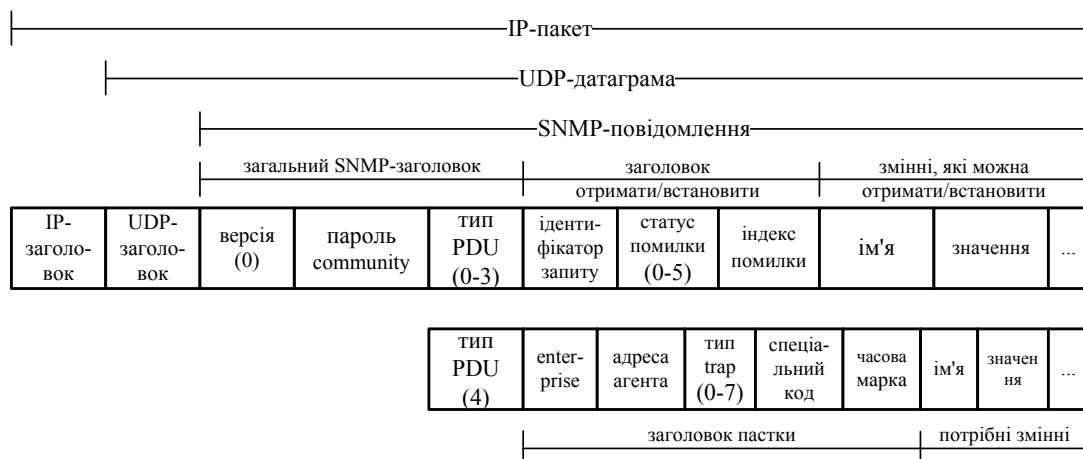 IP-пакет
UDP-датаграма
SNMP-повідомлення
загальний SNMP-заголовок
заголовок
отримати/встановити
змінні, які можна
отримати/встановити
IP-
заголо-
вок
UDP-
заголо-
вок
версія
(0)
пароль
community
тип
PDU
(0-3)
іденти-
фікатор
запиту
статус
помилки
(0-5)
індекс
помилки
ім'я
значення
...
тип
PDU
(4)
enter-
prise
адреса
агента
тип
trap
(0-7)
спеціа-
льний
код
часова
марка
ім'я
значен
ня
...
заголовок пастки
потрібні змінні